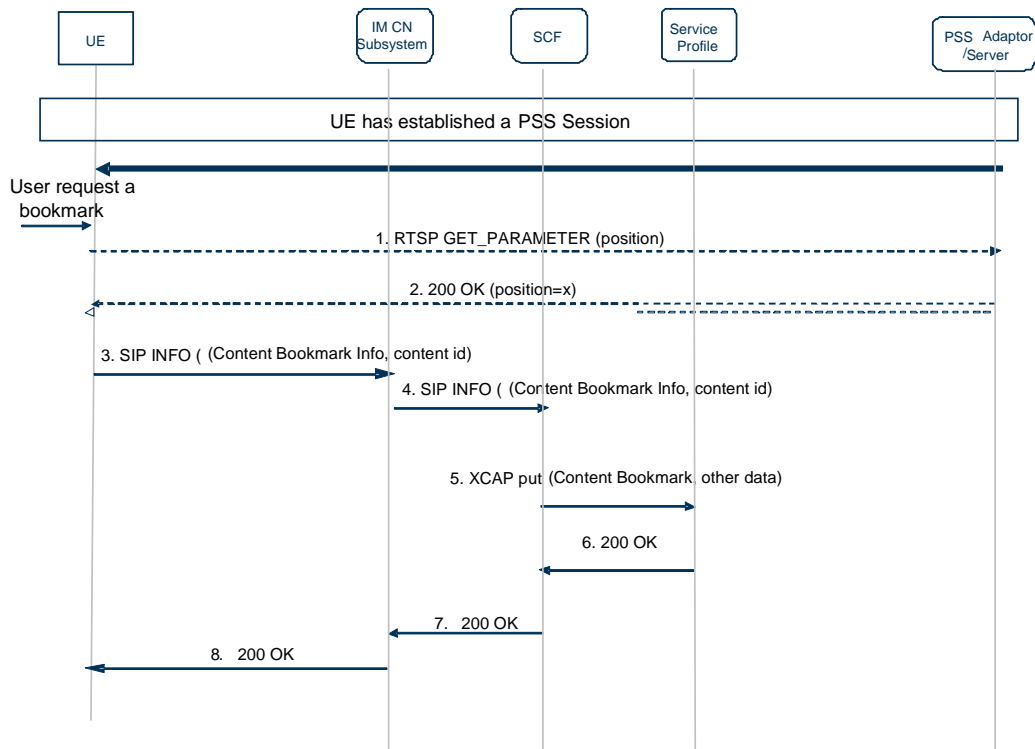 UE
IM CN
Subsystem
SCF
Service
Profile
PSS Adaptor
/Server
UE has established a PSS Session
User request a
bookmark
1. RTSP GET_PARAMETER (position)
2. 200 OK (position=x)
3. SIP INFO ( (Content Bookmark Info, content id)
4. SIP INFO ( (Content Bookmark Info, content id)
5. XCAP put (Content Bookmark, other data)
6. 200 OK
7. 200 OK
8. 200 OK